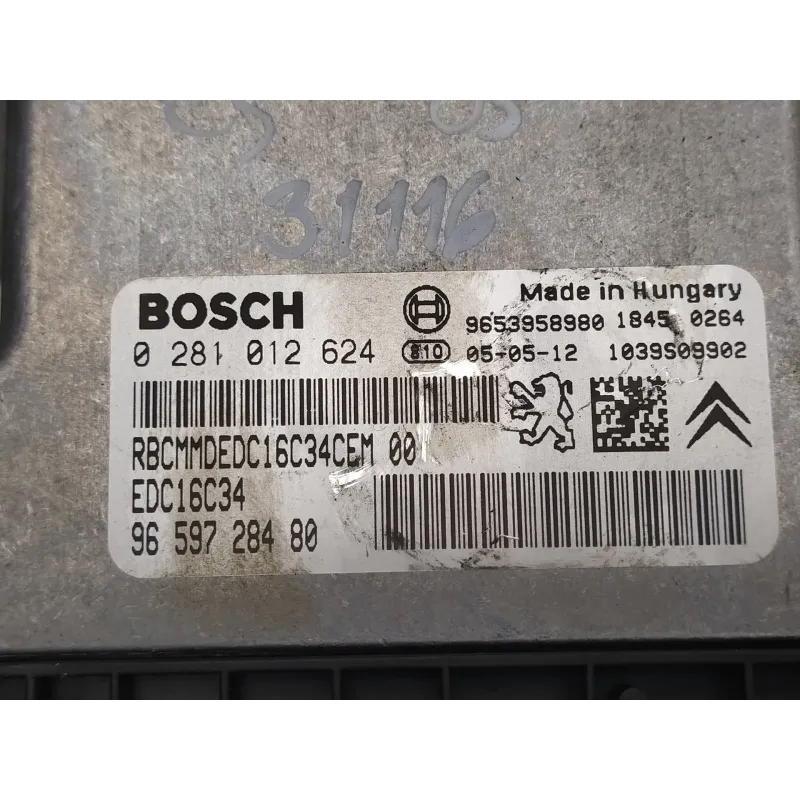 05
31116
BOSCH
Made in Hungary
9653958980 1845 0264
0 281 012 624
810 05-05-12 1039S09902
RBCMMDEDC16C34CEM 00
EDC16C34
96 597 284 80